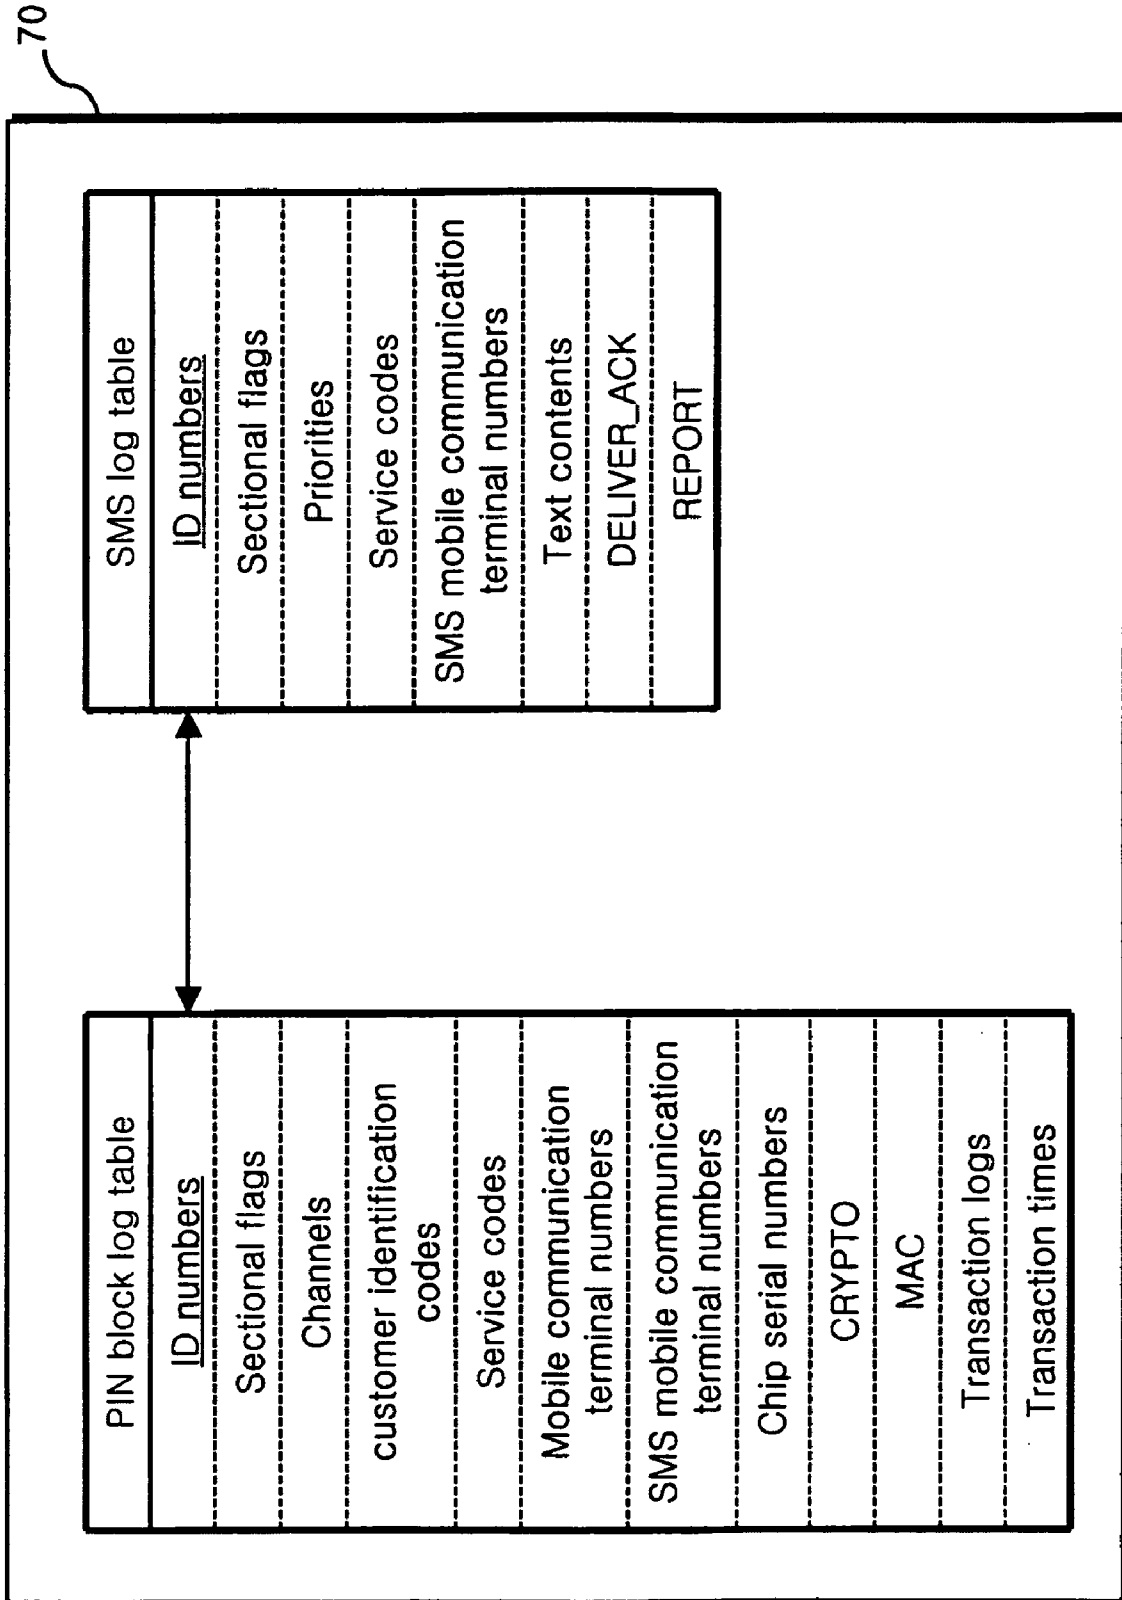 70
PIN block log table
ID numbers
Sectional flags
Channels
customer identification
codes
Service codes
Mobile communication
terminal numbers
SMS mobile communication
terminal numbers
Chip serial numbers
CRYPTO
MAC
Transaction logs
Transaction times
SMS log table
ID numbers
Sectional flags
Priorities
Service codes
SMS mobile communication
terminal numbers
Text contents
DELIVER_ACK
REPORT